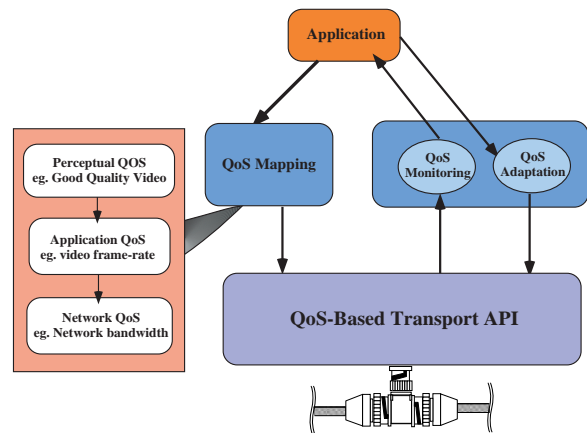 Application
QoS Mapping
QoS
Monitoring
QoS
Adaptation
Perceptual QOS
eg. Good Quality Video
Application QoS
eg. video frame-rate
Network QoS
eg. Network bandwidth
QoS-Based Transport API